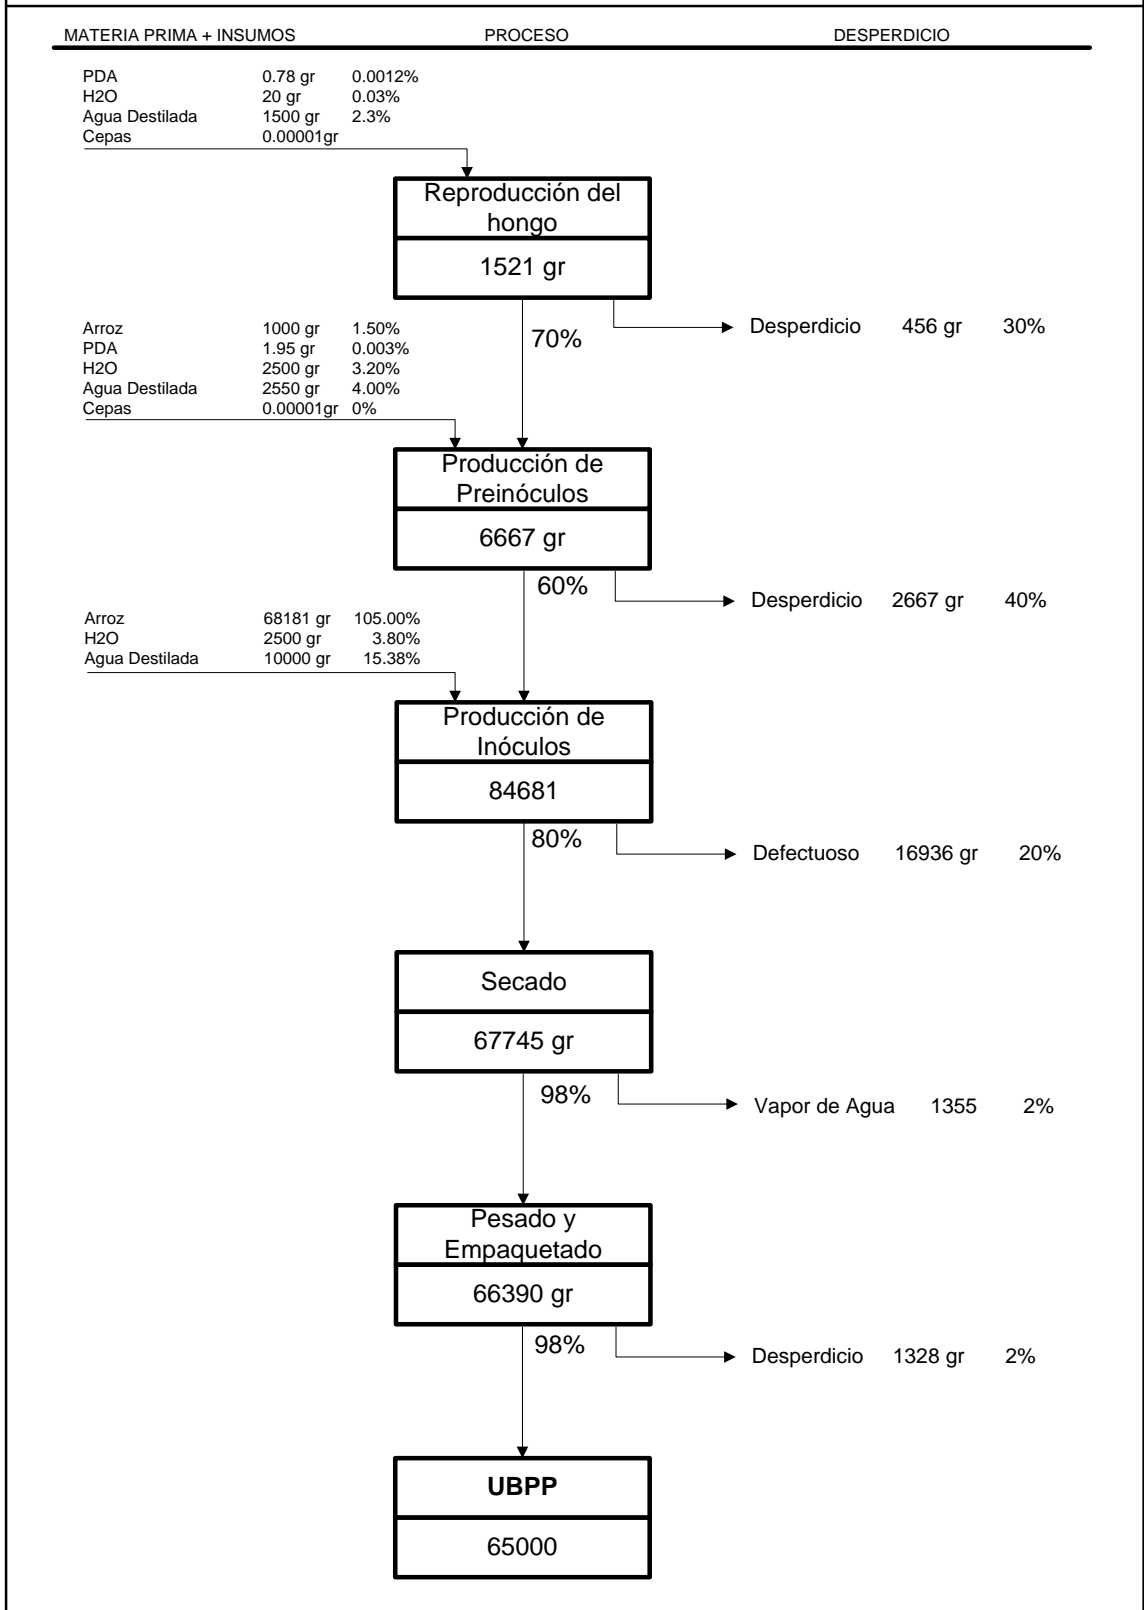 MATERIA PRIMA + INSUMOS PROCESO DESPERDICIO
PDA 0.78 gr 0.0012%
H2O 20 gr 0.03%
Agua Destilada 1500 gr 2.3%
Cepas 0.00001gr
Reproducción del
hongo
1521 gr
70%
Desperdicio 456 gr 30%
Arroz 1000 gr 1.50%
PDA 1.95 gr 0.003%
H2O 2500 gr 3.20%
Agua Destilada 2550 gr 4.00%
Cepas 0.00001gr 0%
Producción de
Preinóculos
6667 gr
60%
Desperdicio 2667 gr 40%
Arroz 68181 gr 105.00%
H2O 2500 gr 3.80%
Agua Destilada 10000 gr 15.38%
Producción de
Inóculos
84681
80%
Defectuoso 16936 gr 20%
Secado
67745 gr
98%
Vapor de Agua 1355 2%
Pesado y
Empaquetado
66390 gr
98%
Desperdicio 1328 gr 2%
UBPP
65000